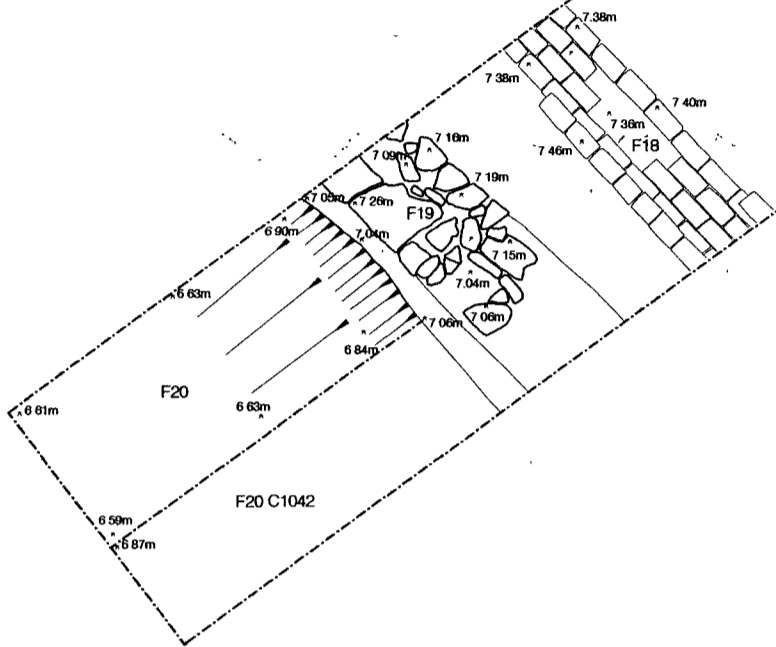 7.38m
7 38m
7 40m
7 36m
F18
7 46m
7 16m
7 09m
7 19m
7 05m
7 26m
F19
6 90m
7.04m
7 15m
7.04m
6 63m
7 06m
7 06m
6 84m
F20
6 61m
6 63m
F20 C1042
6 59m
6 87m